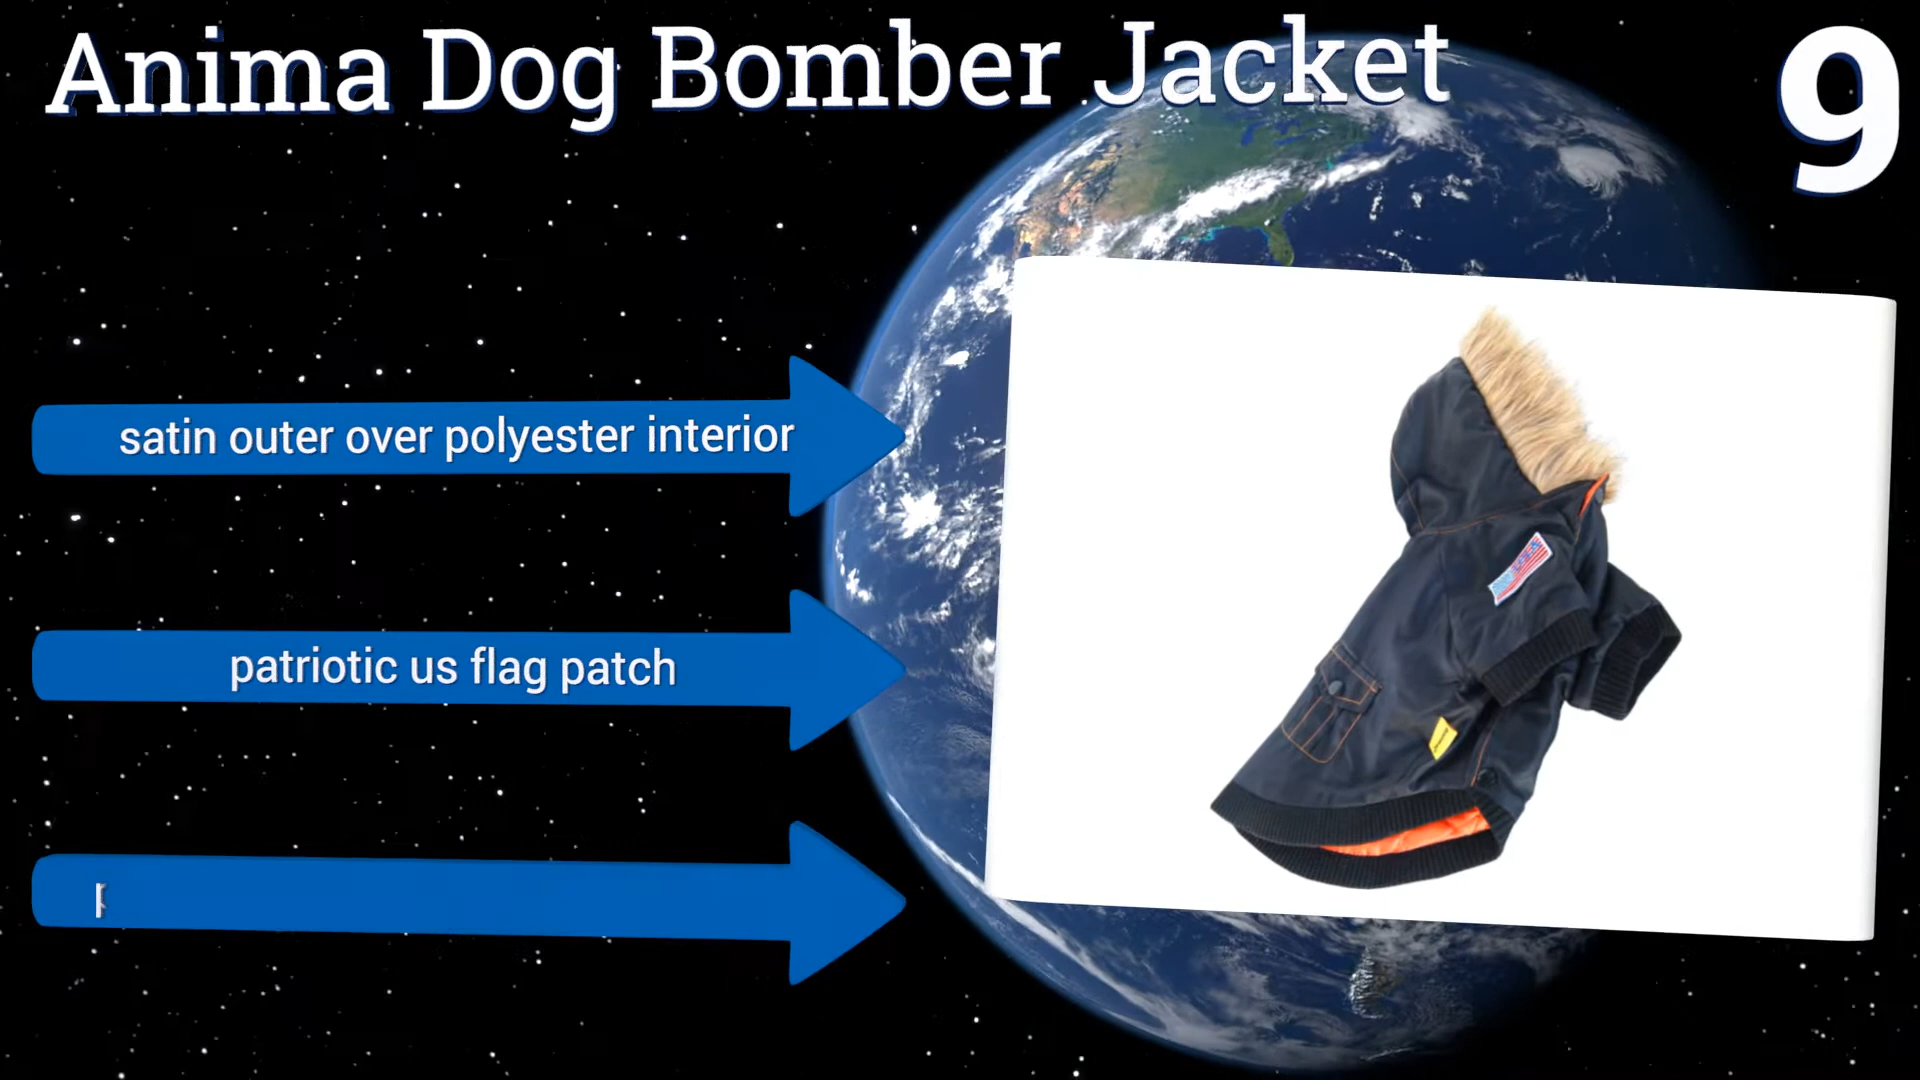 Anima Dog Bomber Jacket
9
satin outer over polyester interior
patriotic us flag patch